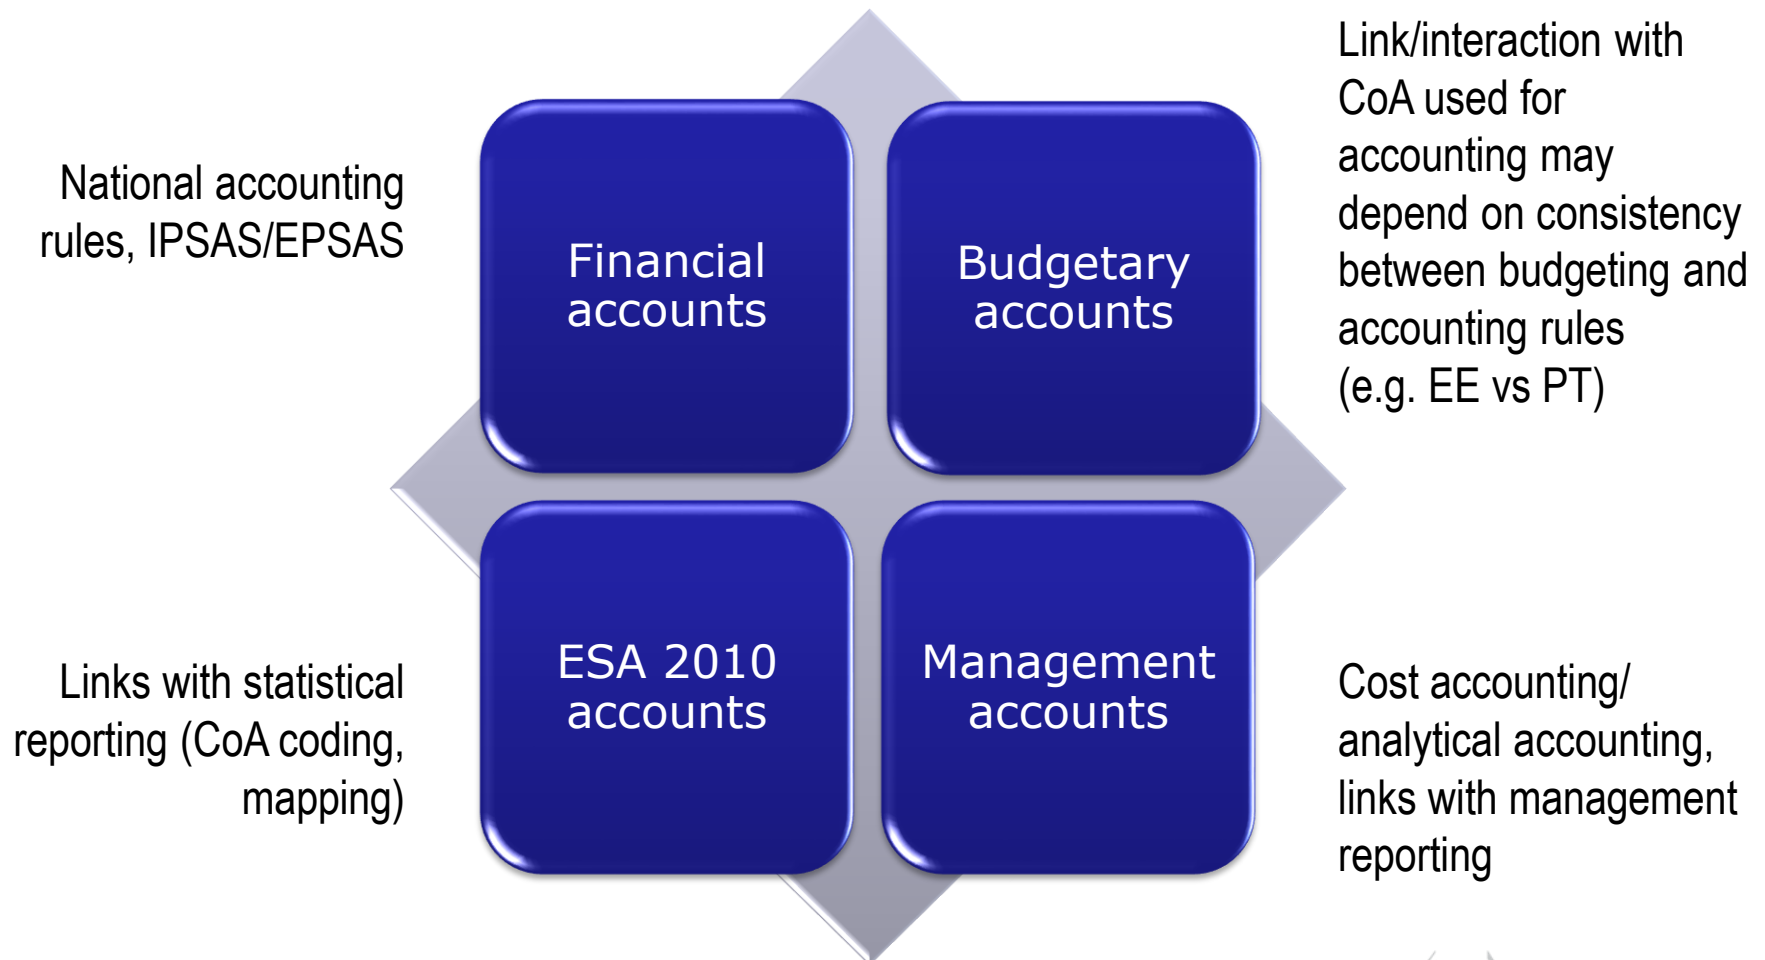 National accounting
rules, IPSAS/EPSAS
Financial
accounts
Budgetary
accounts
Link/interaction with
CoA used for
accounting may
depend on consistency
between budgeting and
accounting rules
(e.g. EE vs PT)
Links with statistical
reporting (CoA coding,
mapping)
ESA 2010
accounts
Management
accounts
Cost accounting/
analytical accounting,
links with management
reporting